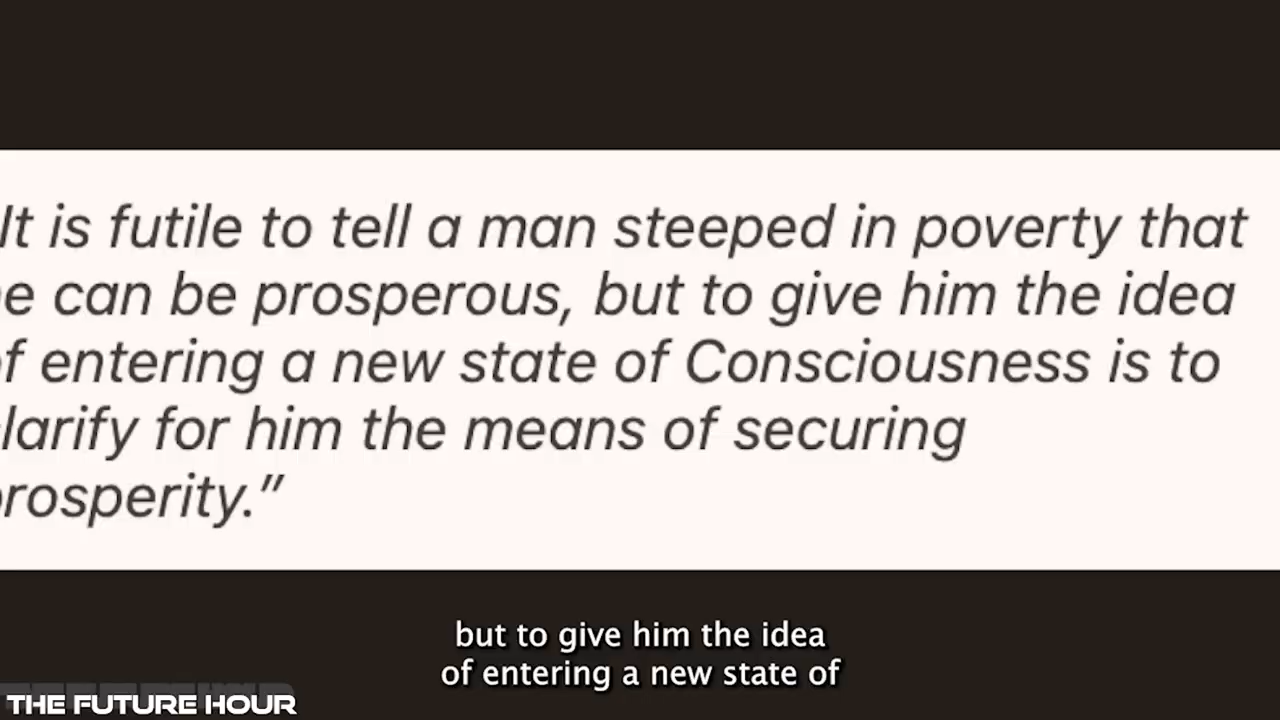 It is futile to tell a man steeped in poverty that
e can be prosperous, but to give him the idea
f entering a new state of Consciousness is to
larify for him the means of securing
rosperity.”
but to give him the idea
of entering a new state of
THE FUTURE HOUR